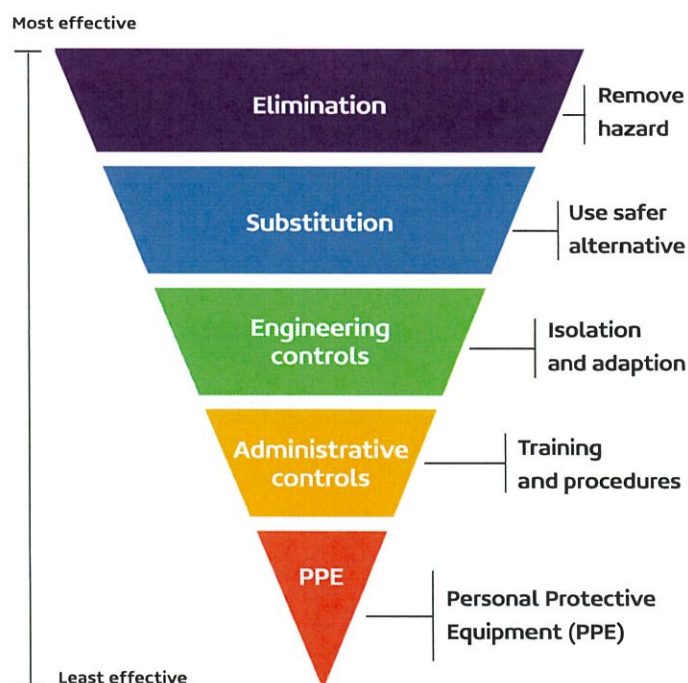 Most effective
Elimination
Remove
hazard
Substitution
Use safer
alternative
Engineering
controls
Isolation
and adaption
Administrative
controls
Training
and procedures
PPE
Personal Protective
Equipment (PPE)
Least effective